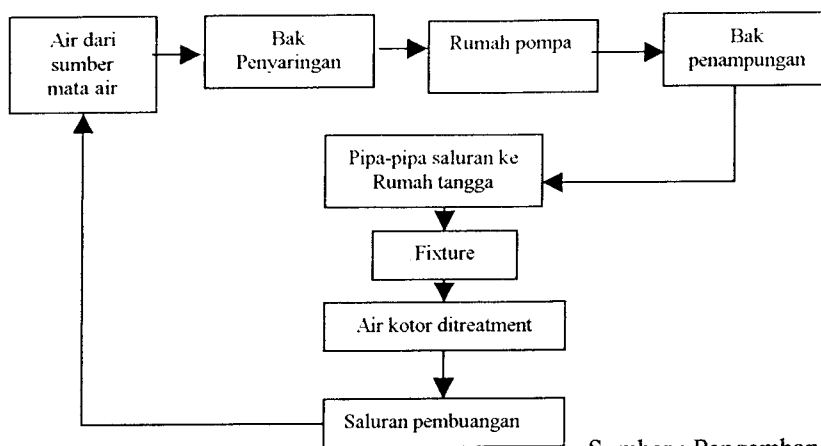 Air dari
sumber
mata air
Bak
Penyaringan
Rumah pompa
Bak
penampungan
Pipa-pipa saluran ke
Rumah tangga
Fixture
Air kotor ditreatment
Saluran pembuangan